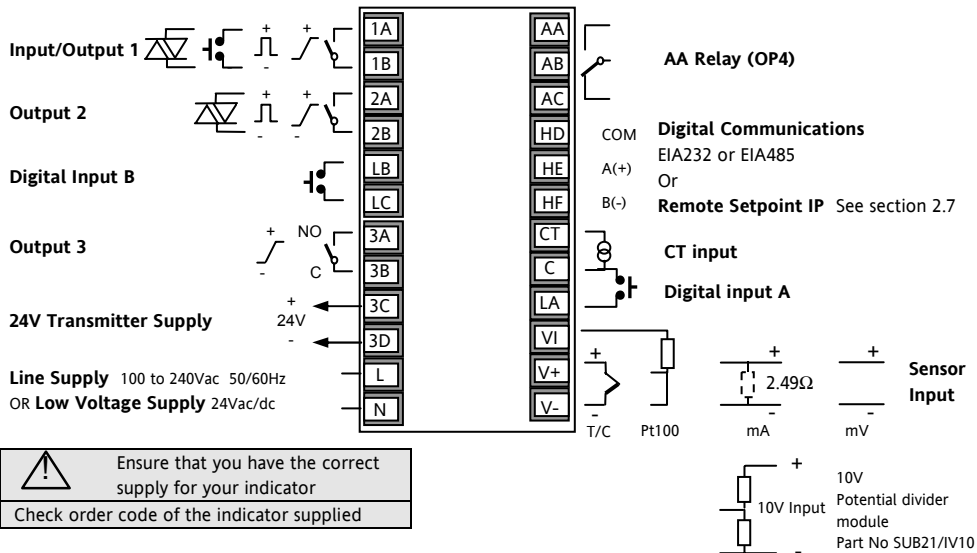 Input/Output 1
+
-
+
-
1A
1B
Output 2
+
-
+
-
2A
2B
Digital Input B
LB
LC
Output 3
+
-
NO
C
3A
3B
24V Transmitter Supply
+
24V
-
3C
3D
Line Supply 100 to 240Vac 50/60Hz
OR Low Voltage Supply 24Vac/dc
L
N
AA
AB
AC
AA Relay (OP4)
HD
HE
HF
COM
A(+)
B(-)
Digital Communications
EIA232 or EIA485
Or
Remote Setpoint IP See section 2.7
CT
C
LA
CT input
Digital input A
VI
V+
V-
+
-
T/C
Pt100
+
2.49Ω
-
mA
+
-
mV
Sensor
Input
+
10V Input
-
10V
Potential divider
module
Part No SUB21/IV10
!
Ensure that you have the correct
supply for your indicator
Check order code of the indicator supplied